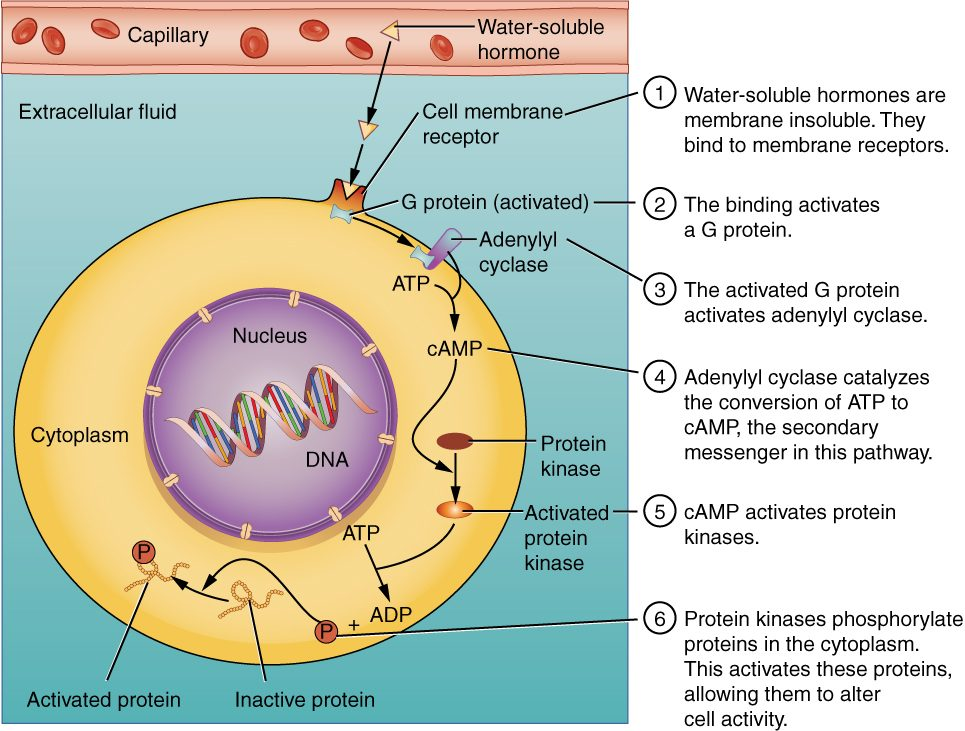 Capillary
Water-soluble
hormone
Extracellular fluid
Cell membrane
receptor
1
Water-soluble hormones are
membrane insoluble. They
bind to membrane receptors.
G protein (activated)
2
The binding activates
a G protein.
Adenylyl
cyclase
ATP
3
The activated G protein
activates adenylyl cyclase.
Nucleus
cAMP
4
Adenylyl cyclase catalyzes
the conversion of ATP to
cAMP, the secondary
messenger in this pathway.
Cytoplasm
DNA
Protein
kinase
Activated
protein
kinase
5
cAMP activates protein
kinases.
ATP
P
ADP
P
+
6
Protein kinases phosphorylate
proteins in the cytoplasm.
This activates these proteins,
allowing them to alter
cell activity.
Activated protein
Inactive protein